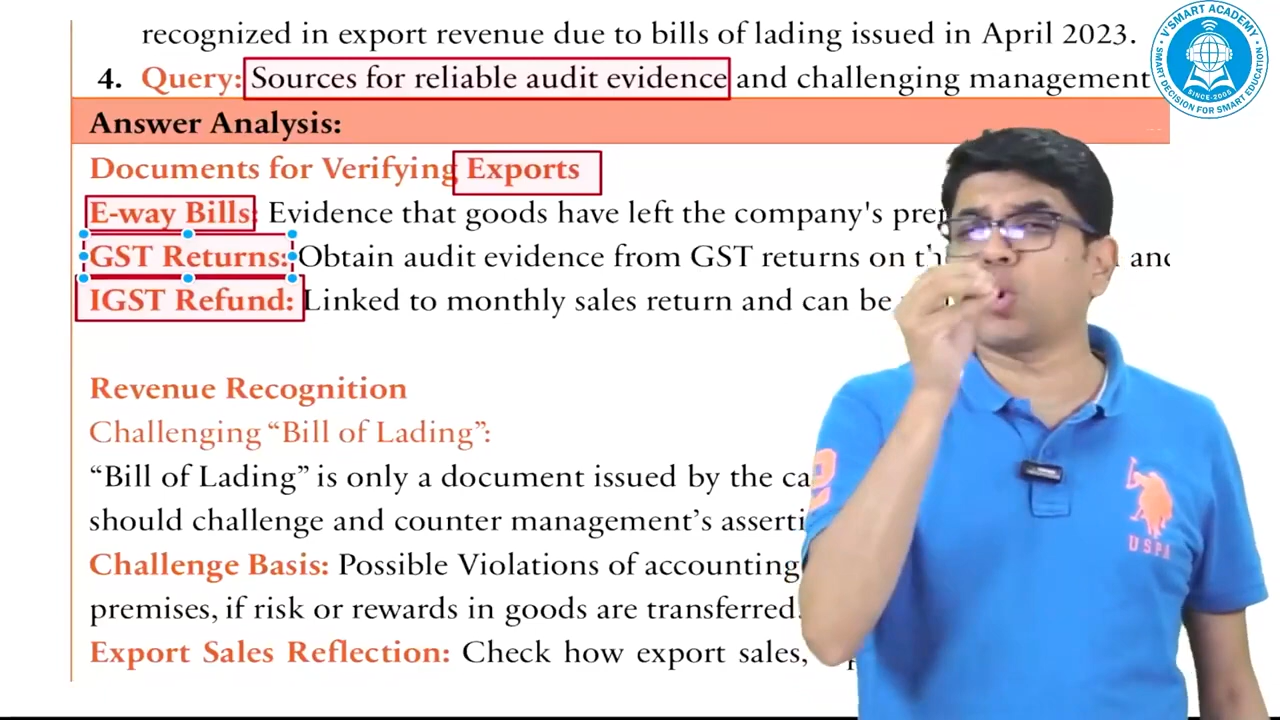 recognized in export revenue due to bills of lading issued in April 2023.
4. Query: Sources for reliable audit evidence and challenging management
Answer Analysis:
Documents for Verifying Exports
E-way Bills: Evidence that goods have left the company's
GST Returns: Obtain audit evidence from GST returns on
IGST Refund: Linked to monthly sales return and can be
Revenue Recognition
Challenging “Bill of Lading”:
“Bill of Lading” is only a document issued by the
should challenge and counter management’s
Challenge Basis: Possible Violations of accounting
premises, if risk or rewards in goods are transferred.
Export Sales Reflection: Check how export sales,
V'SMART ACADEMY
SMART DECISION FOR SMART EDUCATION
SINCE-2005
USPA
2